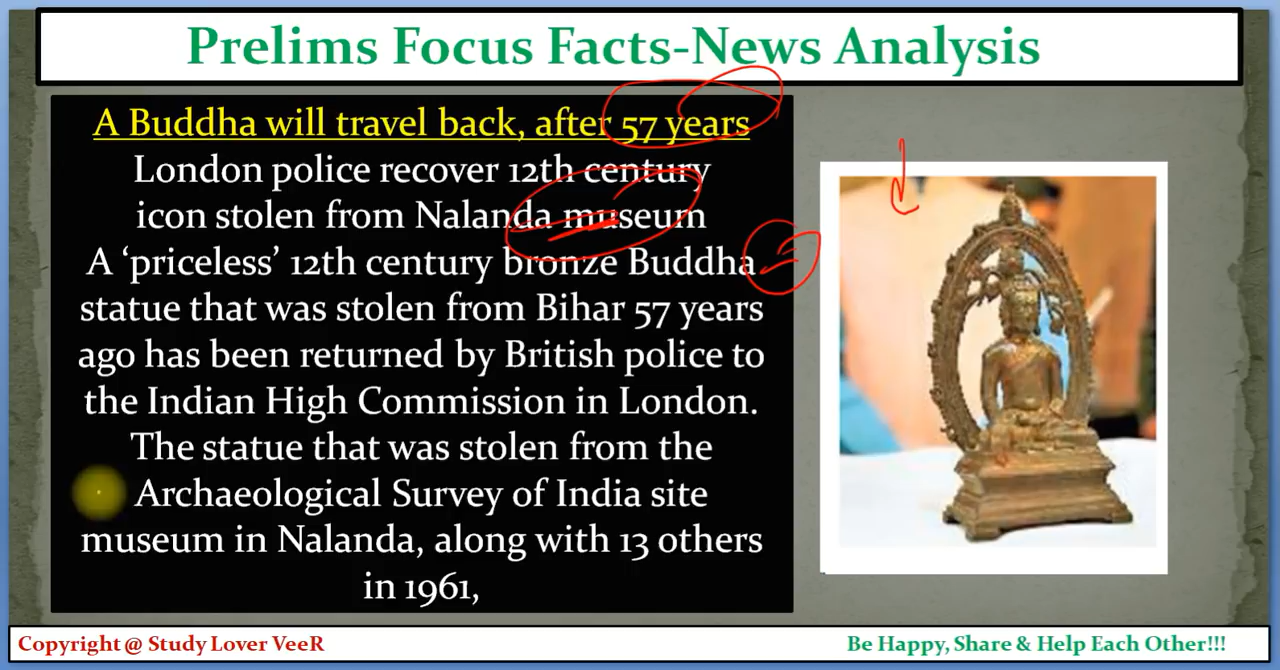 Prelims Focus Facts-News Analysis
A Buddha will travel back, after 57 years
London police recover 12th century
icon stolen from Nalanda museum
A ‘priceless’ 12th century bronze Buddha
statue that was stolen from Bihar 57 years
ago has been returned by British police to
the Indian High Commission in London.
The statue that was stolen from the
Archaeological Survey of India site
museum in Nalanda, along with 13 others
in 1961,
Copyright @ Study Lover VeeR
Be Happy, Share & Help Each Other!!!